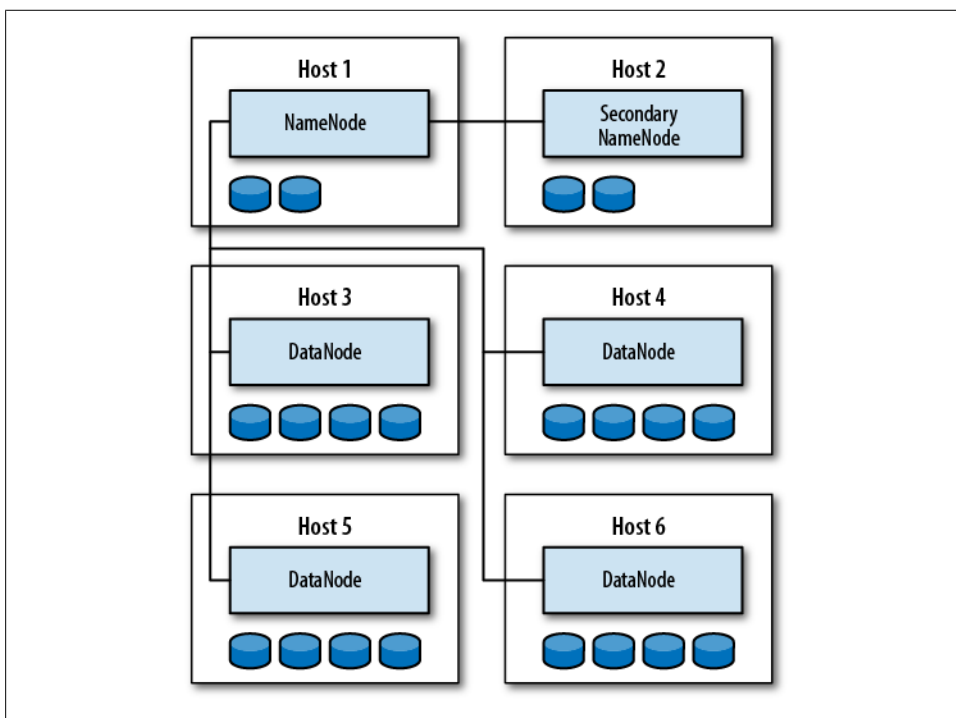 Host 1
NameNode
Host 2
Secondary
NameNode
Host 3
DataNode
Host 4
DataNode
Host 5
DataNode
Host 6
DataNode